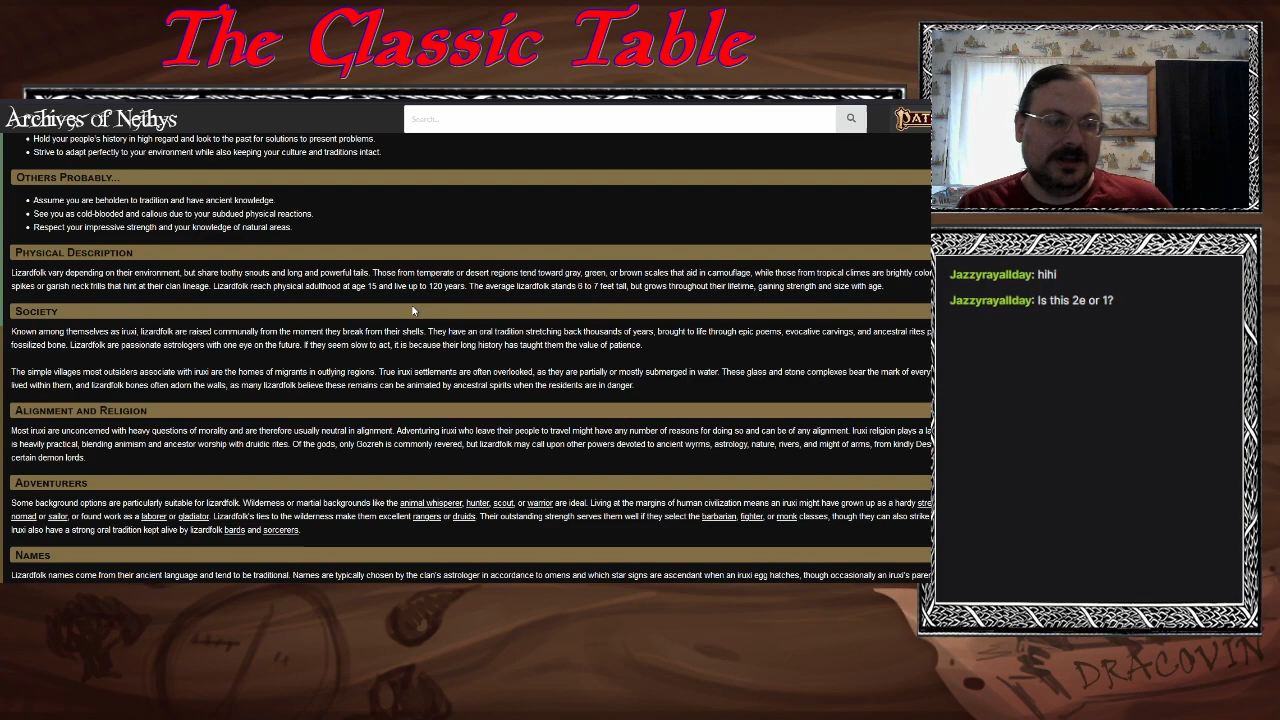 The Classic Table
Archives of Nethys
Search...
Hold your people's history in high regard and look to the past for solutions to present problems.
Strive to adapt perfectly to your environment while also keeping your culture and traditions intact.
Others Probably...
Assume you are beholden to tradition and have ancient knowledge.
See you as cold-blooded and callous due to your subdued physical reactions.
Respect your impressive strength and your knowledge of natural areas.
Physical Description
Lizardfolk vary depending on their environment, but share toothy snouts and long and powerful tails. Those from temperate or desert regions tend toward gray, green, or brown scales that aid in camouflage, while those from tropical climes are brightly
spikes or garish neck frills that hint at their clan lineage. Lizardfolk reach physical adulthood at age 15 and live up to 120 years. The average lizardfolk stands 6 to 7 feet tall, but grows throughout their lifetime, gaining strength and size with age.
Society
Known among themselves as iruxi, lizardfolk are raised communally from the moment they break from their shells. They have an oral tradition stretching back thousands of years, brought to life through epic poems, evocative carvings, and ancestral rites
fossilized bone. Lizardfolk are passionate astrologers with one eye on the future. If they seem slow to act, it is because their long history has taught them the value of patience.
The simple villages most outsiders associate with iruxi are the homes of migrants in outlying regions. True iruxi settlements are often overlooked, as they are partially or mostly submerged in water. These glass and stone complexes bear the mark of every
lived within them, and lizardfolk bones often adorn the walls, as many lizardfolk believe these remains can be animated by ancestral spirits when the residents are in danger.
Alignment and Religion
Most iruxi are unconcerned with heavy questions of morality and are therefore usually neutral in alignment. Adventuring iruxi who leave their people to travel might have any number of reasons for doing so and can be of any alignment. Iruxi religion plays a
is heavily practical, blending animism and ancestor worship with druidic rites. Of the gods, only Gozreh is commonly revered, but lizardfolk may call upon other powers devoted to ancient wyrms, astrology, nature, rivers, and might of arms, from kindly
certain demon lords.
Adventurers
Some background options are particularly suitable for lizardfolk. Wilderness or martial backgrounds like the animal whisperer, hunter, scout, or warrior are ideal. Living at the margins of human civilization means an iruxi might have grown up as a hardy
nomad or sailor, or found work as a laborer or gladiator. Lizardfolk's ties to the wilderness make them excellent rangers or druids. Their outstanding strength serves them well if they select the barbarian, fighter, or monk classes, though they can also strike
Iruxi also have a strong oral tradition kept alive by lizardfolk bards and sorcerers.
Names
Lizardfolk names come from their ancient language and tend to be traditional. Names are typically chosen by the clan's astrologer in accordance to omens and which star signs are ascendant when an iruxi egg hatches, though occasionally an iruxi's
Jazzyrayallday: hihi
Jazzyrayallday: Is this 2e or 1?
DRACOVIN